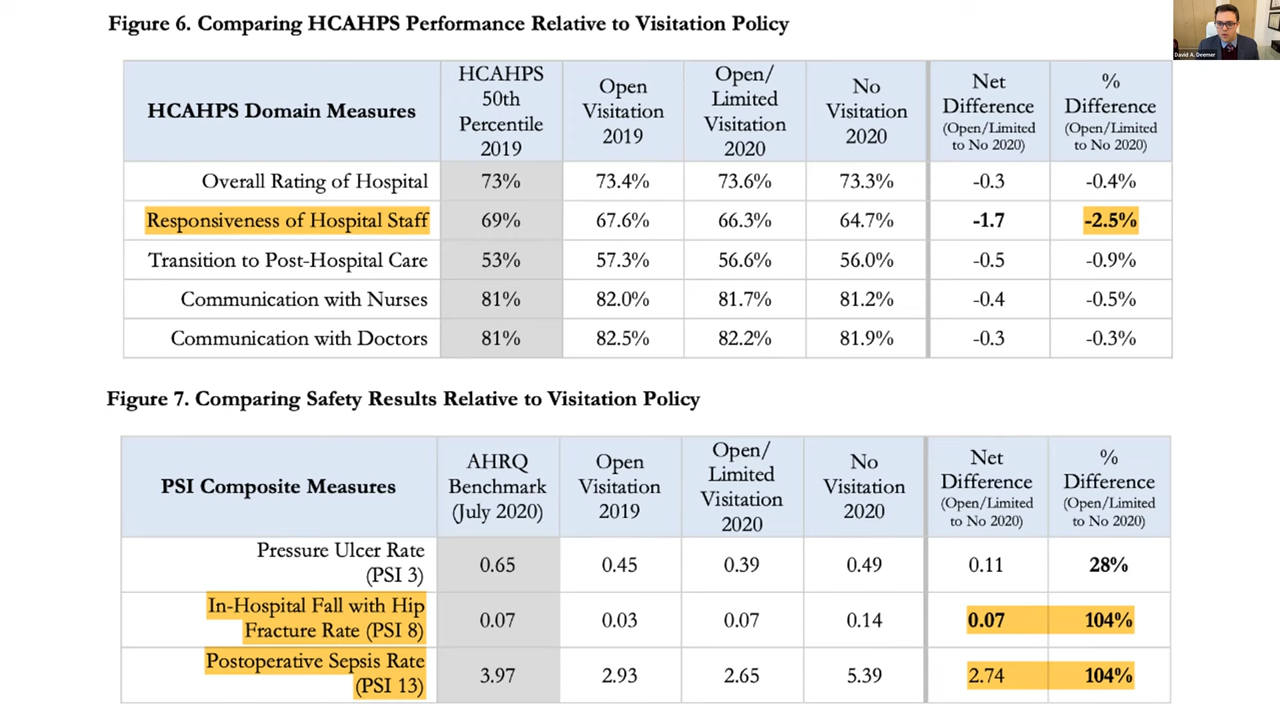 Figure 6. Comparing HCAHPS Performance Relative to Visitation Policy
David A. Deemer
HCAHPS Domain Measures
HCAHPS
50th
Percentile
2019
Open
Visitation
2019
Open/
Limited
Visitation
2020
No
Visitation
2020
Net
Difference
(Open/Limited
to No 2020)
%
Difference
(Open/Limited
to No 2020)
Overall Rating of Hospital 73% 73.4% 73.6% 73.3% -0.3 -0.4%
Responsiveness of Hospital Staff 69% 67.6% 66.3% 64.7% -1.7 -2.5%
Transition to Post-Hospital Care 53% 57.3% 56.6% 56.0% -0.5 -0.9%
Communication with Nurses 81% 82.0% 81.7% 81.2% -0.4 -0.5%
Communication with Doctors 81% 82.5% 82.2% 81.9% -0.3 -0.3%
Figure 7. Comparing Safety Results Relative to Visitation Policy
PSI Composite Measures
AHRQ
Benchmark
(July 2020)
Open
Visitation
2019
Open/
Limited
Visitation
2020
No
Visitation
2020
Net
Difference
(Open/Limited
to No 2020)
%
Difference
(Open/Limited
to No 2020)
Pressure Ulcer Rate
(PSI 3)
0.65 0.45 0.39 0.49 0.11 28%
In-Hospital Fall with Hip
Fracture Rate (PSI 8)
0.07 0.03 0.07 0.14 0.07 104%
Postoperative Sepsis Rate
(PSI 13)
3.97 2.93 2.65 5.39 2.74 104%